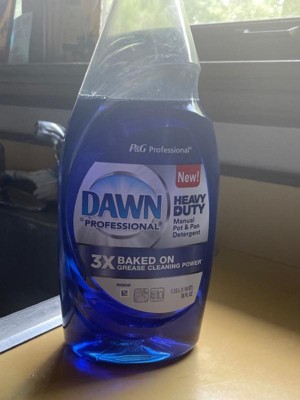 P&G Professional
New!
DAWN
PROFESSIONAL
HEAVY
DUTY
Manual
Pot & Pan
Detergent
3X BAKED ON
GREASE CLEANING POWER